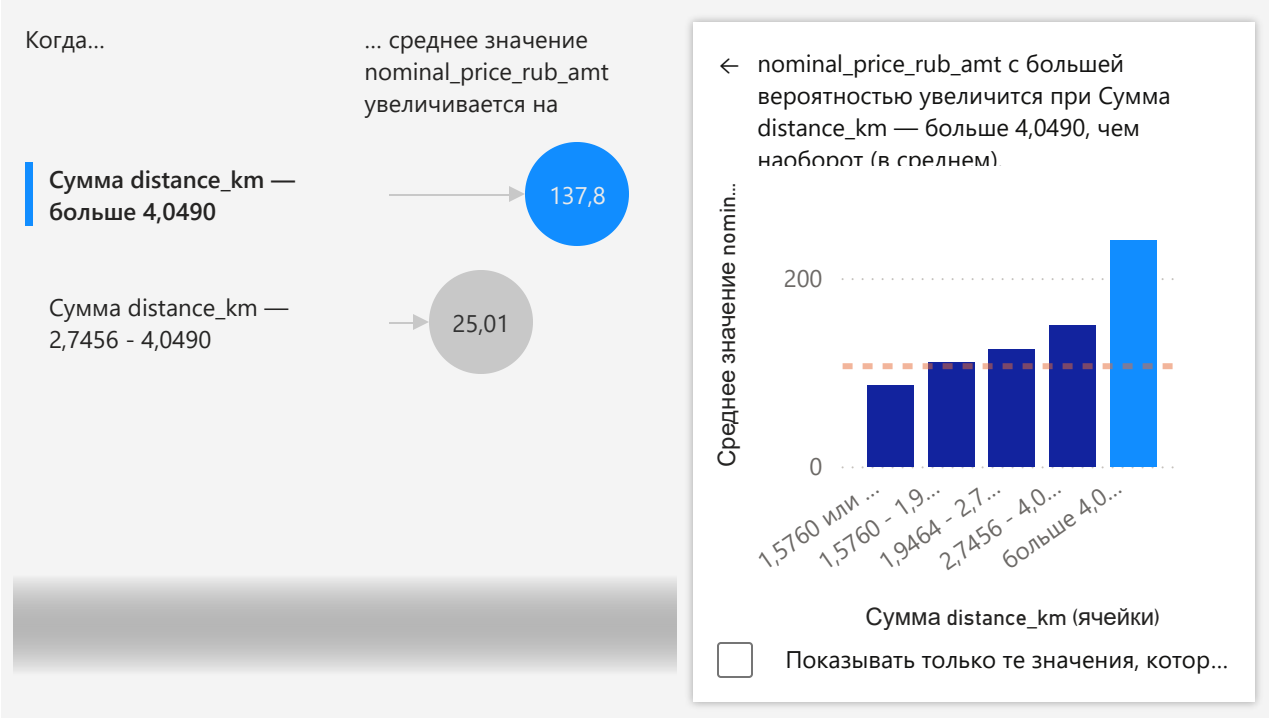 Когда...
... среднее значение
nominal_price_rub_amt
увеличивается на
Сумма distance_km —
больше 4,0490
137,8
Сумма distance_km —
2,7456 - 4,0490
25,01
← nominal_price_rub_amt с большей
вероятностью увеличится при Сумма
distance_km — больше 4,0490, чем
наоборот (в среднем).
Среднее значение nomin...
200
0
1,5760 или ...
1,5760 - 1,9...
1,9464 - 2,7...
2,7456 - 4,0...
больше 4,0...
Сумма distance_km (ячейки)
Показывать только те значения, котор...